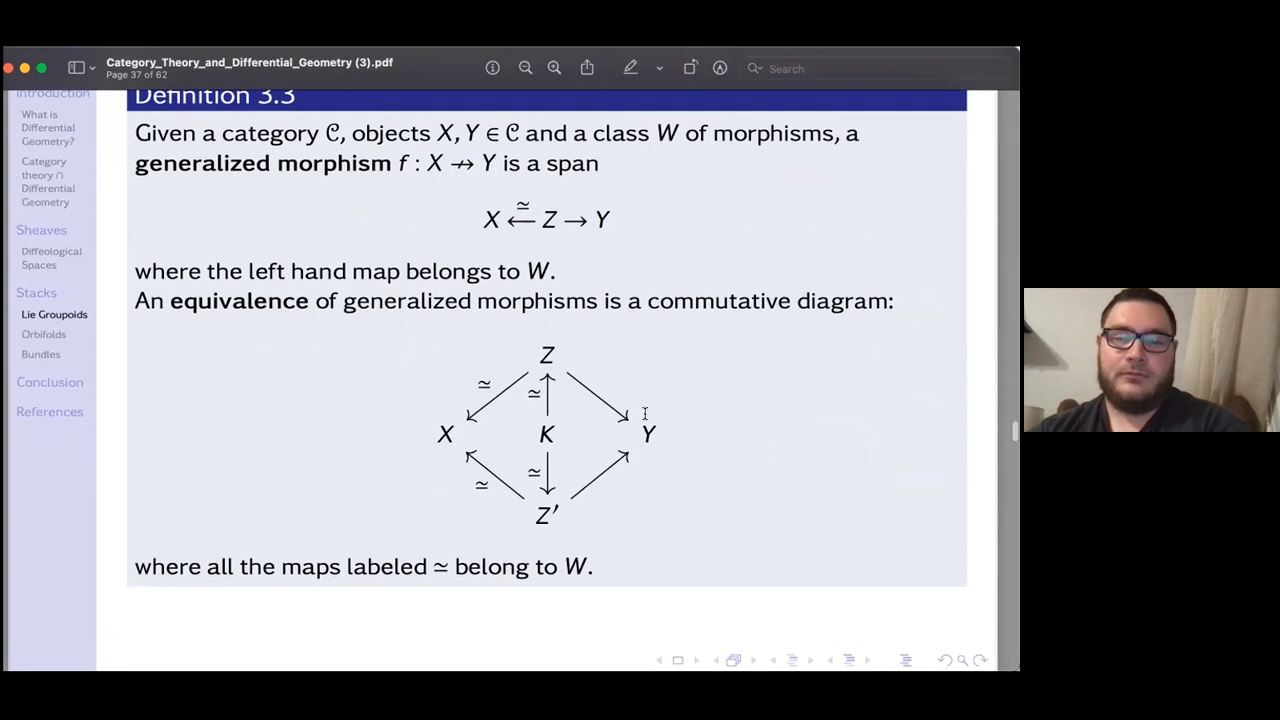 Category_Theory_and_Differential_Geometry (3).pdf
Page 37 of 62
Search
Introduction
What is
Differential
Geometry?
Category
theory ∩
Differential
Geometry
Sheaves
Diffeological
Spaces
Stacks
Lie Groupoids
Orbifolds
Bundles
Conclusion
References
Definition 3.3
Given a category 𝒞, objects X, Y ∈ 𝒞 and a class W of morphisms, a
generalized morphism f : X ↛ Y is a span
X ←≃ Z → Y
where the left hand map belongs to W.
An equivalence of generalized morphisms is a commutative diagram:
Z
≃ ≃
X K Y
≃ ≃
Z′
where all the maps labeled ≃ belong to W.